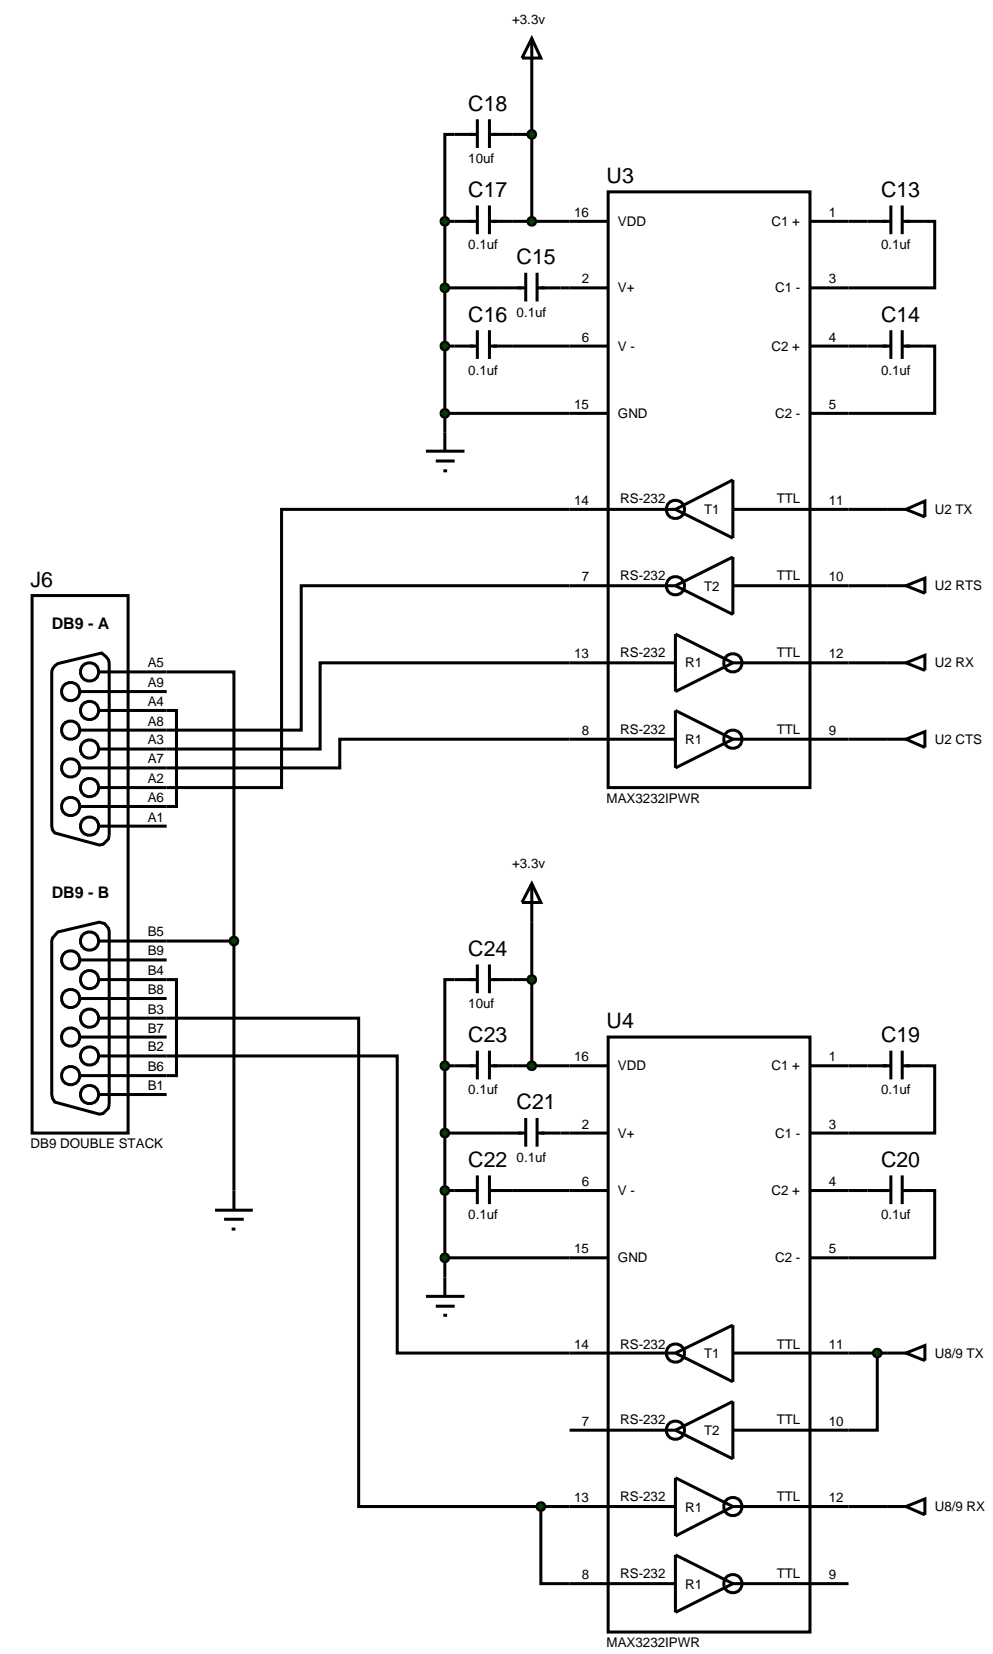 +3.3v
C18
10uf
C17
0.1uf
C15
0.1uf
C16
0.1uf
U3
16 VDD C1 + 1
2 V+ C1 - 3
6 V - C2 + 4
15 GND C2 - 5
C13
0.1uf
C14
0.1uf
14 RS-232 T1 TTL 11 U2 TX
7 RS-232 T2 TTL 10 U2 RTS
13 RS-232 R1 TTL 12 U2 RX
8 RS-232 R1 TTL 9 U2 CTS
MAX3232IPWR
J6
DB9 - A
A5
A9
A4
A8
A3
A7
A2
A6
A1
DB9 - B
B5
B9
B4
B8
B3
B7
B2
B6
B1
DB9 DOUBLE STACK
+3.3v
C24
10uf
C23
0.1uf
C21
0.1uf
C22
0.1uf
U4
16 VDD C1 + 1
2 V+ C1 - 3
6 V - C2 + 4
15 GND C2 - 5
C19
0.1uf
C20
0.1uf
14 RS-232 T1 TTL 11 U8/9 TX
7 RS-232 T2 TTL 10
13 RS-232 R1 TTL 12 U8/9 RX
8 RS-232 R1 TTL 9
MAX3232IPWR